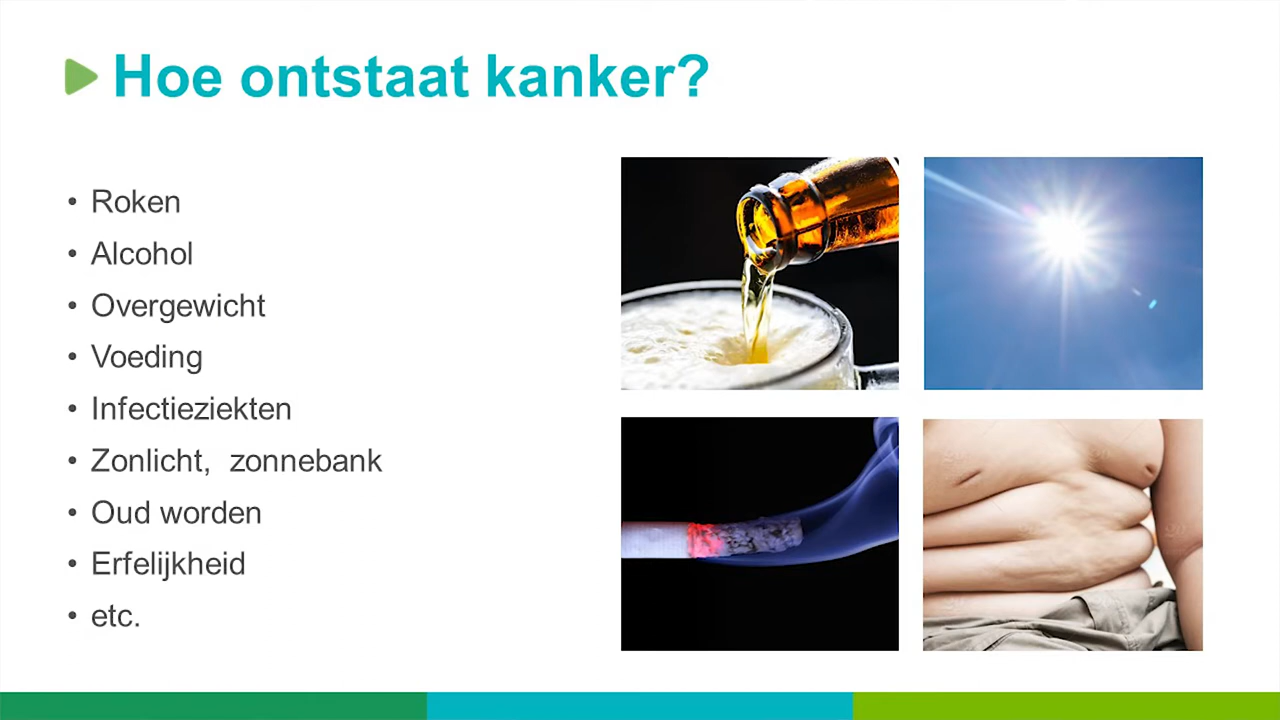 Hoe ontstaat kanker?
• Roken
• Alcohol
• Overgewicht
• Voeding
• Infectieziekten
• Zonlicht,  zonnebank
• Oud worden
• Erfelijkheid
• etc.